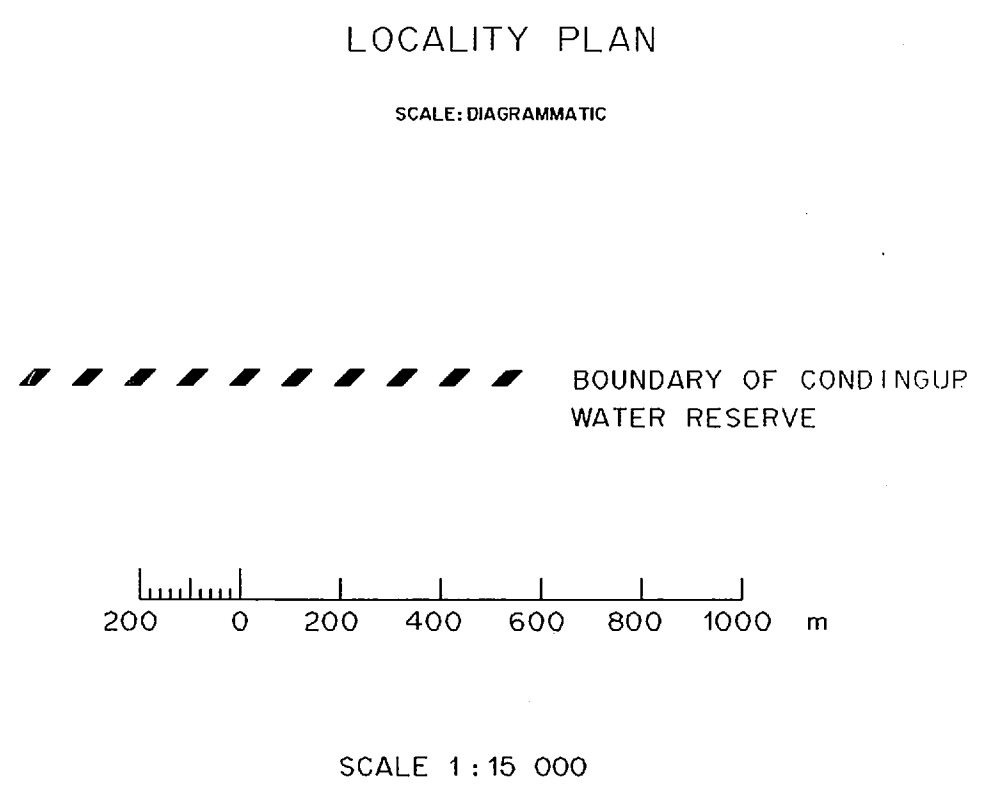 LOCALITY PLAN
SCALE: DIAGRAMMATIC
BOUNDARY OF CONDINGUP
WATER RESERVE
200 0 200 400 600 800 1000 m
SCALE 1 : 15 000